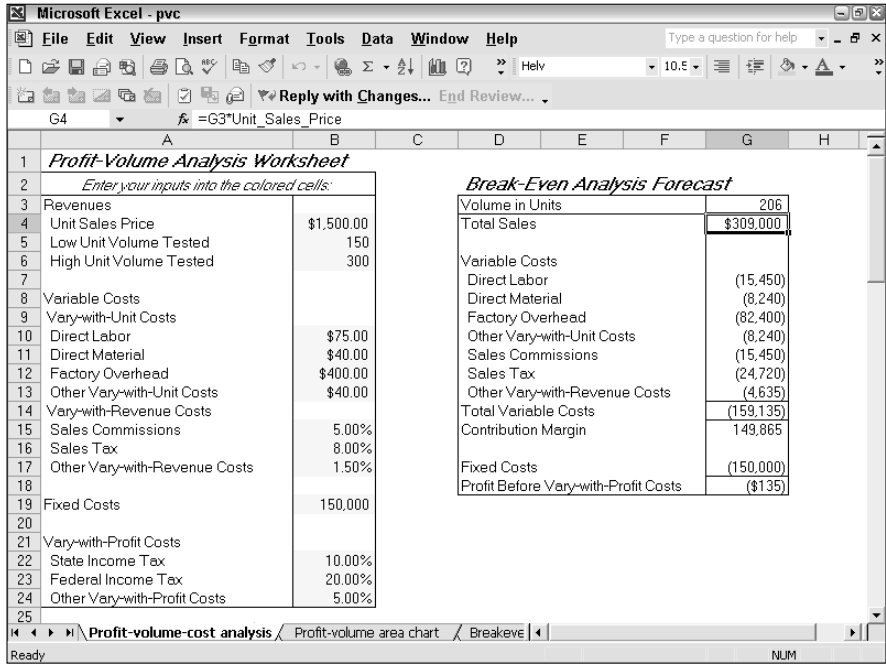 Microsoft Excel - pvc
File Edit View Insert Format Tools Data Window Help Type a question for help
Helv 10.5
Reply with Changes... End Review...
G4 fx =G3*Unit_Sales_Price
A B C D E F G H
1 Profit-Volume Analysis Worksheet
2 Enter your inputs into the colored cells: Break-Even Analysis Forecast
3 Revenues Volume in Units 206
4 Unit Sales Price $1,500.00 Total Sales $309,000
5 Low Unit Volume Tested 150
6 High Unit Volume Tested 300 Variable Costs
7 Direct Labor (15,450)
8 Variable Costs Direct Material (8,240)
9 Vary-with-Unit Costs Factory Overhead (82,400)
10 Direct Labor $75.00 Other Vary-with-Unit Costs (8,240)
11 Direct Material $40.00 Sales Commissions (15,450)
12 Factory Overhead $400.00 Sales Tax (24,720)
13 Other Vary-with-Unit Costs $40.00 Other Vary-with-Revenue Costs (4,635)
14 Vary-with-Revenue Costs Total Variable Costs (159,135)
15 Sales Commissions 5.00% Contribution Margin 149,865
16 Sales Tax 8.00%
17 Other Vary-with-Revenue Costs 1.50% Fixed Costs (150,000)
18 Profit Before Vary-with-Profit Costs ($135)
19 Fixed Costs 150,000
20
21 Vary-with-Profit Costs
22 State Income Tax 10.00%
23 Federal Income Tax 20.00%
24 Other Vary-with-Profit Costs 5.00%
25
Profit-volume-cost analysis Profit-volume area chart Breakeve
Ready NUM